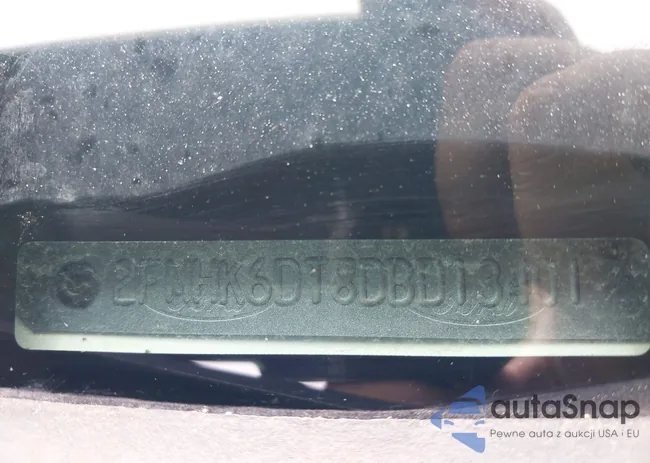 2FMHK6DT8DBD13411
autaSnap
Pewne auta z aukcji USA i EU